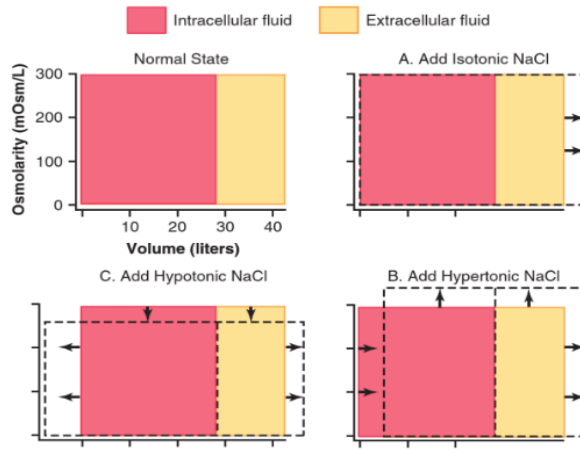 Intracellular fluid
Extracellular fluid
Normal State
A. Add Isotonic NaCl
Osmolarity (mOsm/L)
300
200
100
0
10 20 30 40
Volume (liters)
C. Add Hypotonic NaCl
B. Add Hypertonic NaCl